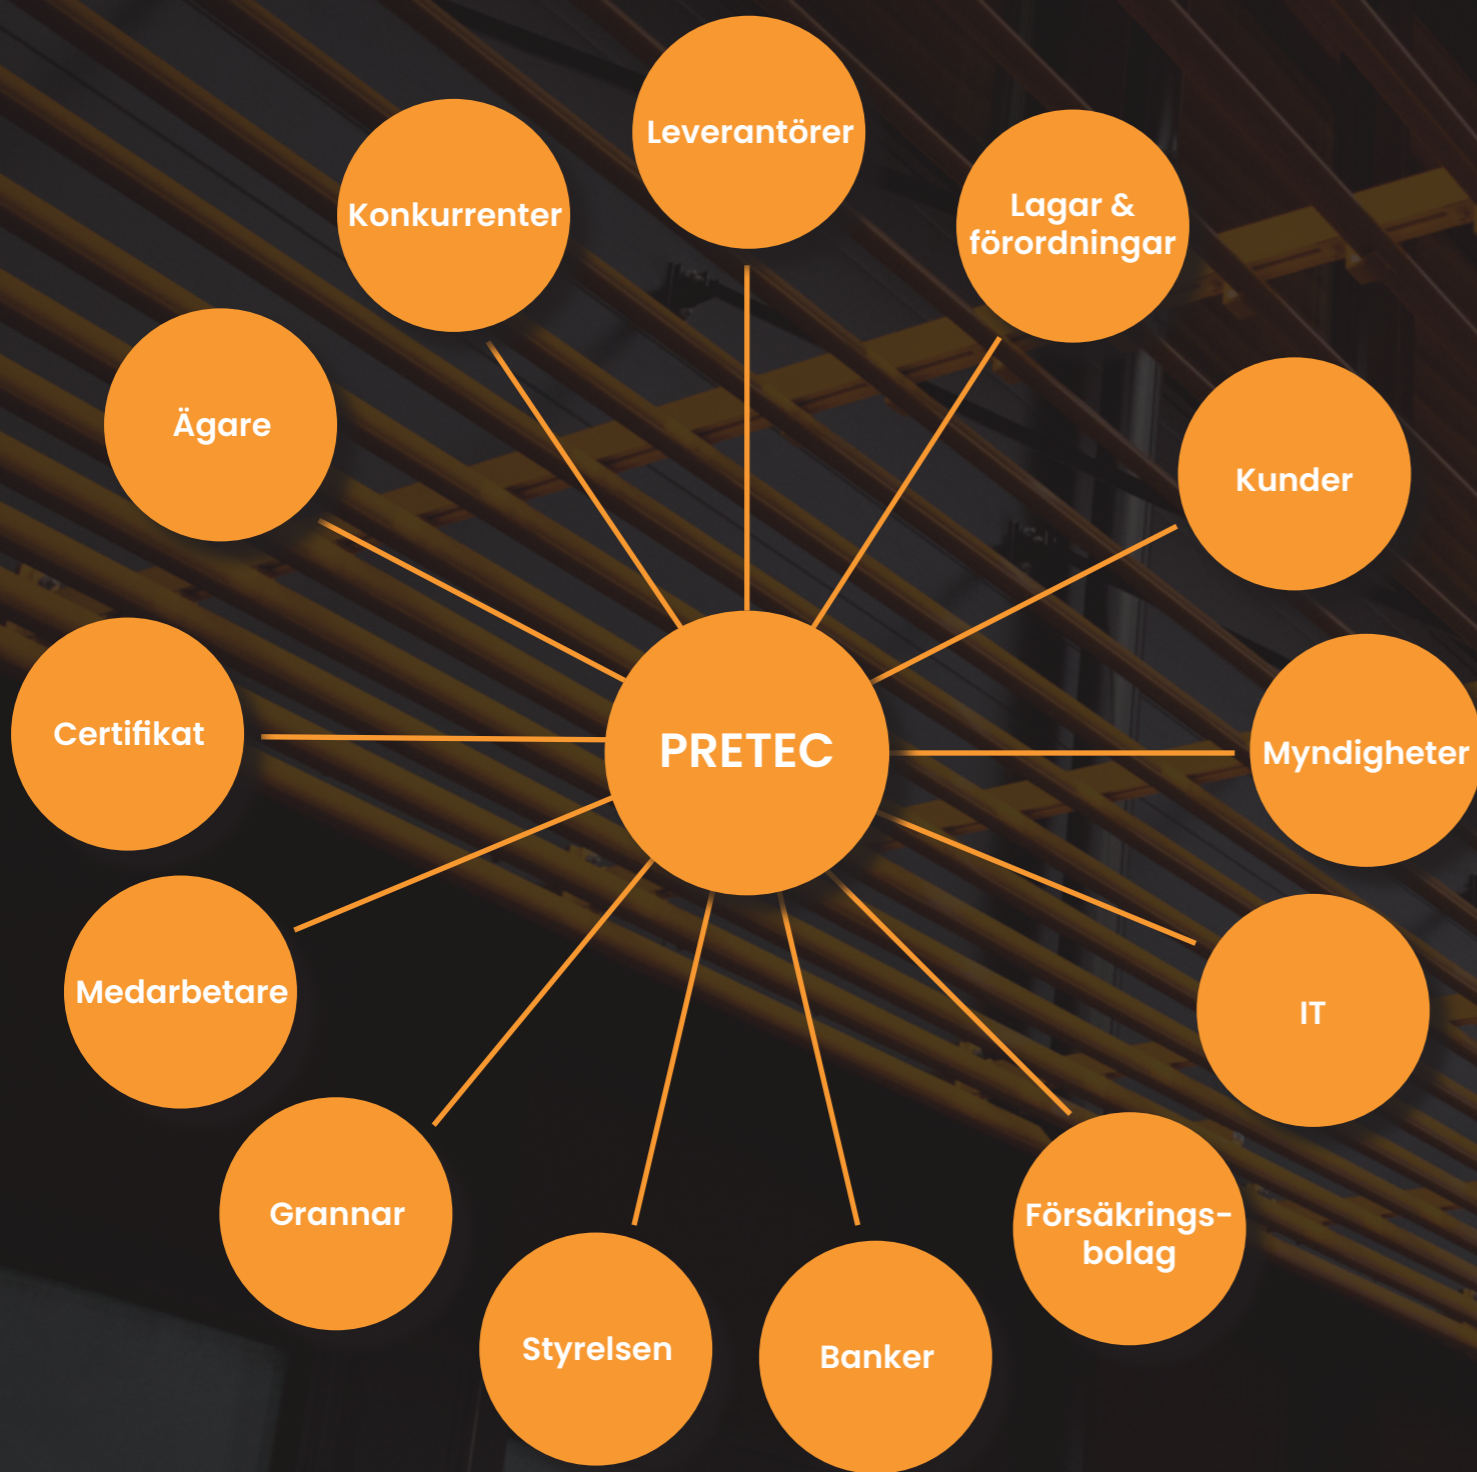 Leverantörer
Konkurrenter
Lagar &
förordningar
Ägare
Kunder
Certifikat
PRETEC
Myndigheter
Medarbetare
IT
Grannar
Försäkrings-
bolag
Styrelsen
Banker